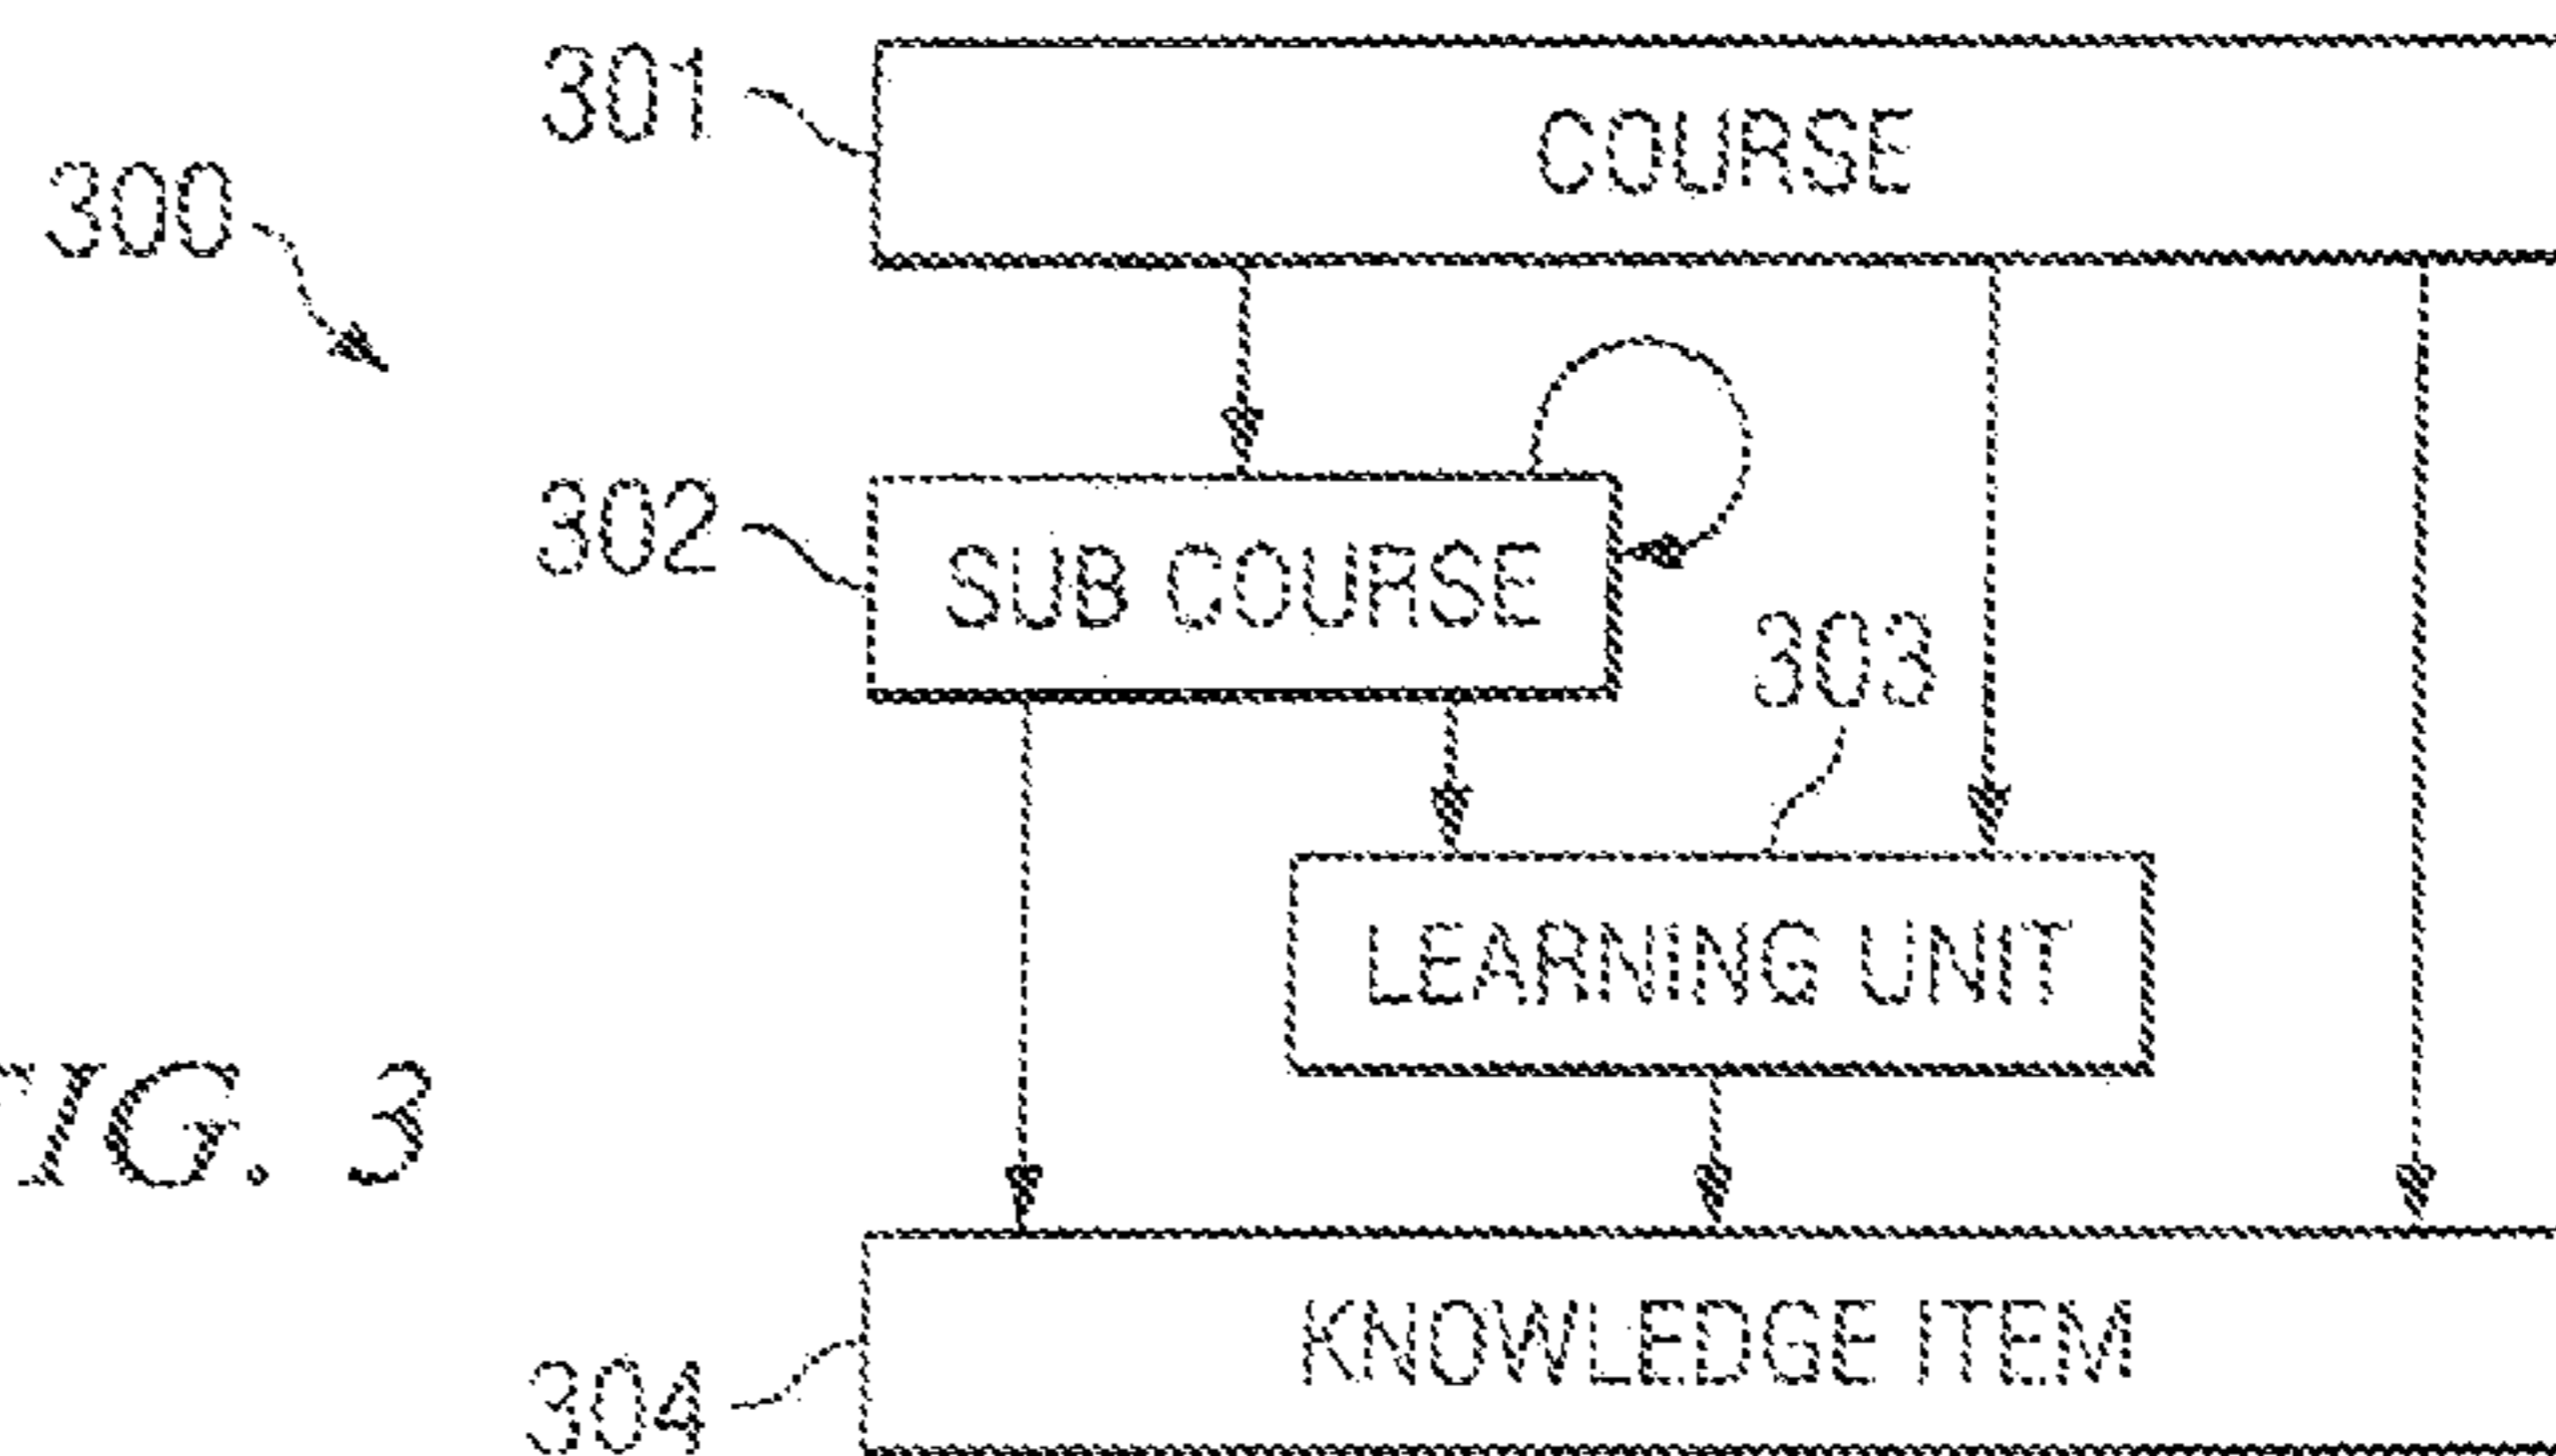 301
COURSE
300
302
SUB COURSE
303
LEARNING UNIT
FIG. 3
KNOWLEDGE ITEM
304